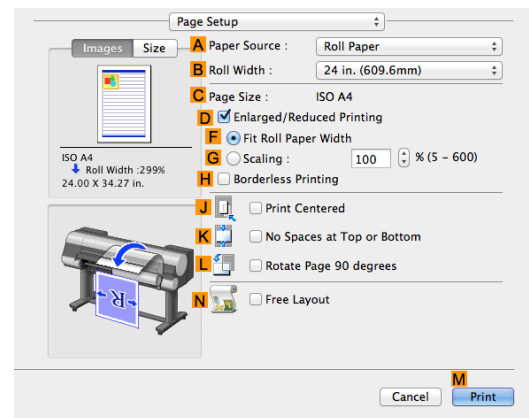 Page Setup
Images Size
A Paper Source : Roll Paper
B Roll Width : 24 in. (609.6mm)
C Page Size : ISO A4
D Enlarged/Reduced Printing
F Fit Roll Paper Width
G Scaling : 100 % (5 - 600)
H Borderless Printing
ISO A4
Roll Width :299%
24.00 X 34.27 in.
J Print Centered
K No Spaces at Top or Bottom
L Rotate Page 90 degrees
N Free Layout
R
M
Cancel Print